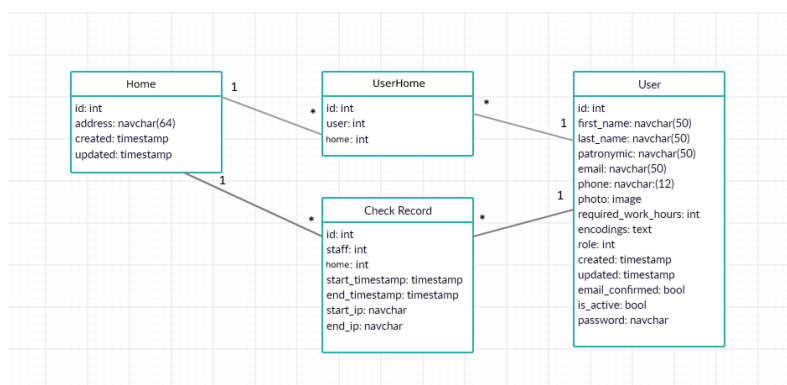 Home
id: int
address: navchar(64)
created: timestamp
updated: timestamp
1
*
UserHome
id: int
user: int
home: int
*
1
User
id: int
first_name: navchar(50)
last_name: navchar(50)
patronymic: navchar(50)
email: navchar(50)
phone: navchar:(12)
photo: image
required_work_hours: int
encodings: text
role: int
created: timestamp
updated: timestamp
email_confirmed: bool
is_active: bool
password: navchar
1
*
Check Record
id: int
staff: int
home: int
start_timestamp: timestamp
end_timestamp: timestamp
start_ip: navchar
end_ip: navchar
*
1